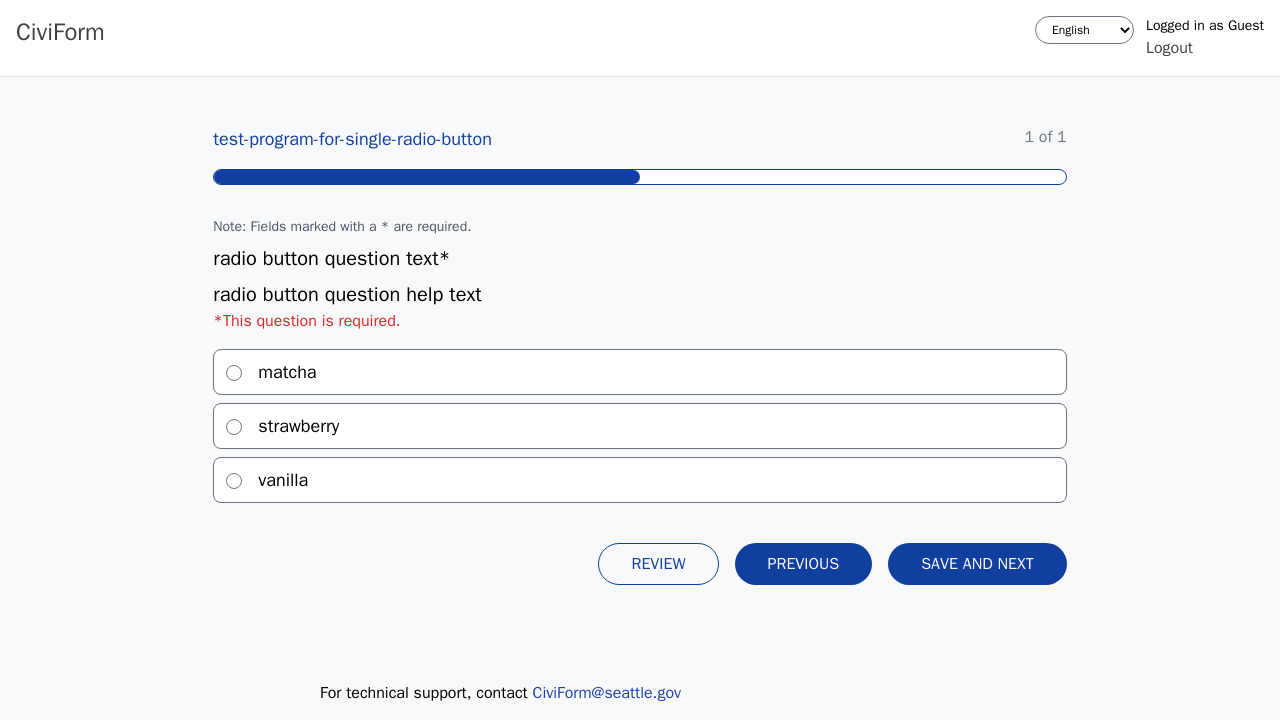 CiviForm
English
Logged in as Guest
Logout
test-program-for-single-radio-button
1 of 1
Note: Fields marked with a * are required.
radio button question text*
radio button question help text
*This question is required.
matcha
strawberry
vanilla
REVIEW
PREVIOUS
SAVE AND NEXT
For technical support, contact CiviForm@seattle.gov